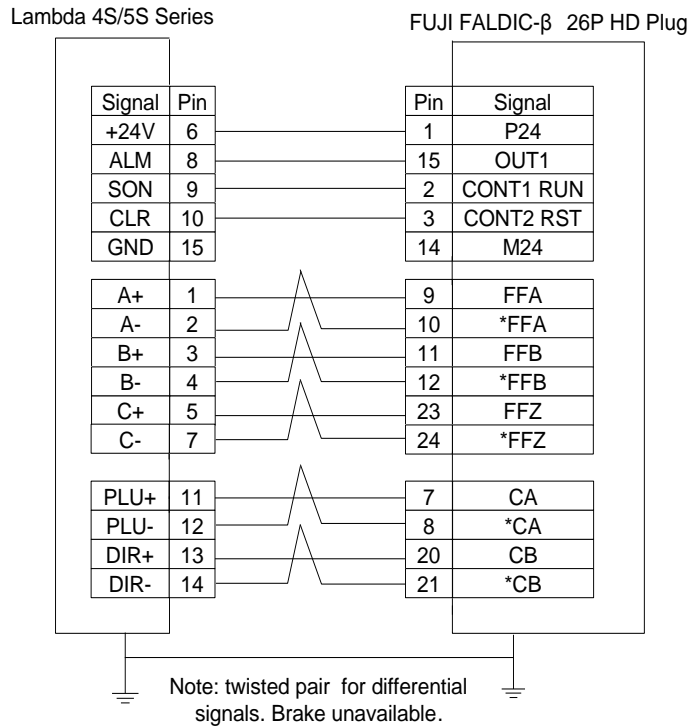 Lambda 4S/5S Series
FUJI FALDIC-β 26P HD Plug
Signal Pin Pin Signal
+24V 6 1 P24
ALM 8 15 OUT1
SON 9 2 CONT1 RUN
CLR 10 3 CONT2 RST
GND 15 14 M24
A+ 1 9 FFA
A- 2 10 *FFA
B+ 3 11 FFB
B- 4 12 *FFB
C+ 5 23 FFZ
C- 7 24 *FFZ
PLU+ 11 7 CA
PLU- 12 8 *CA
DIR+ 13 20 CB
DIR- 14 21 *CB
Note: twisted pair for differential
signals. Brake unavailable.